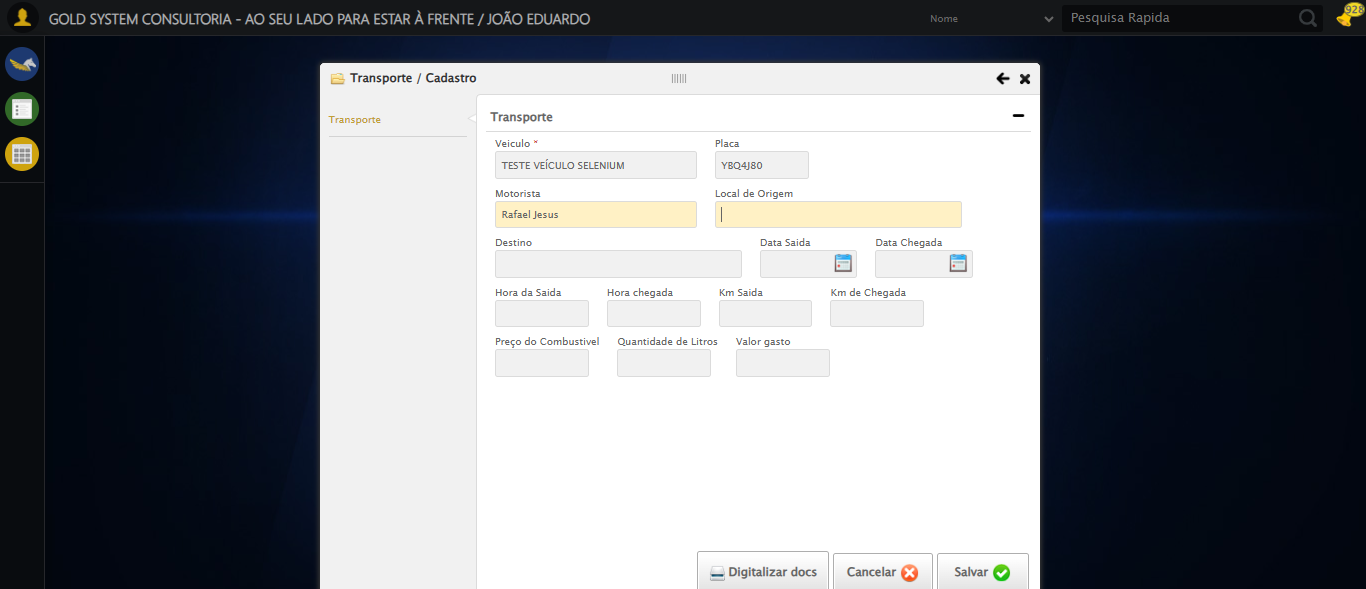 GOLD SYSTEM CONSULTORIA - AO SEU LADO PARA ESTAR À FRENTE / JOÃO EDUARDO
Nome
Pesquisa Rapida
928
Transporte / Cadastro
Transporte
Transporte
Veiculo *
Placa
TESTE VEÍCULO SELENIUM
YBQ4J80
Motorista
Local de Origem
Rafael Jesus
Destino
Data Saida
Data Chegada
Hora da Saida
Hora chegada
Km Saida
Km de Chegada
Preço do Combustivel
Quantidade de Litros
Valor gasto
Digitalizar docs
Cancelar
Salvar